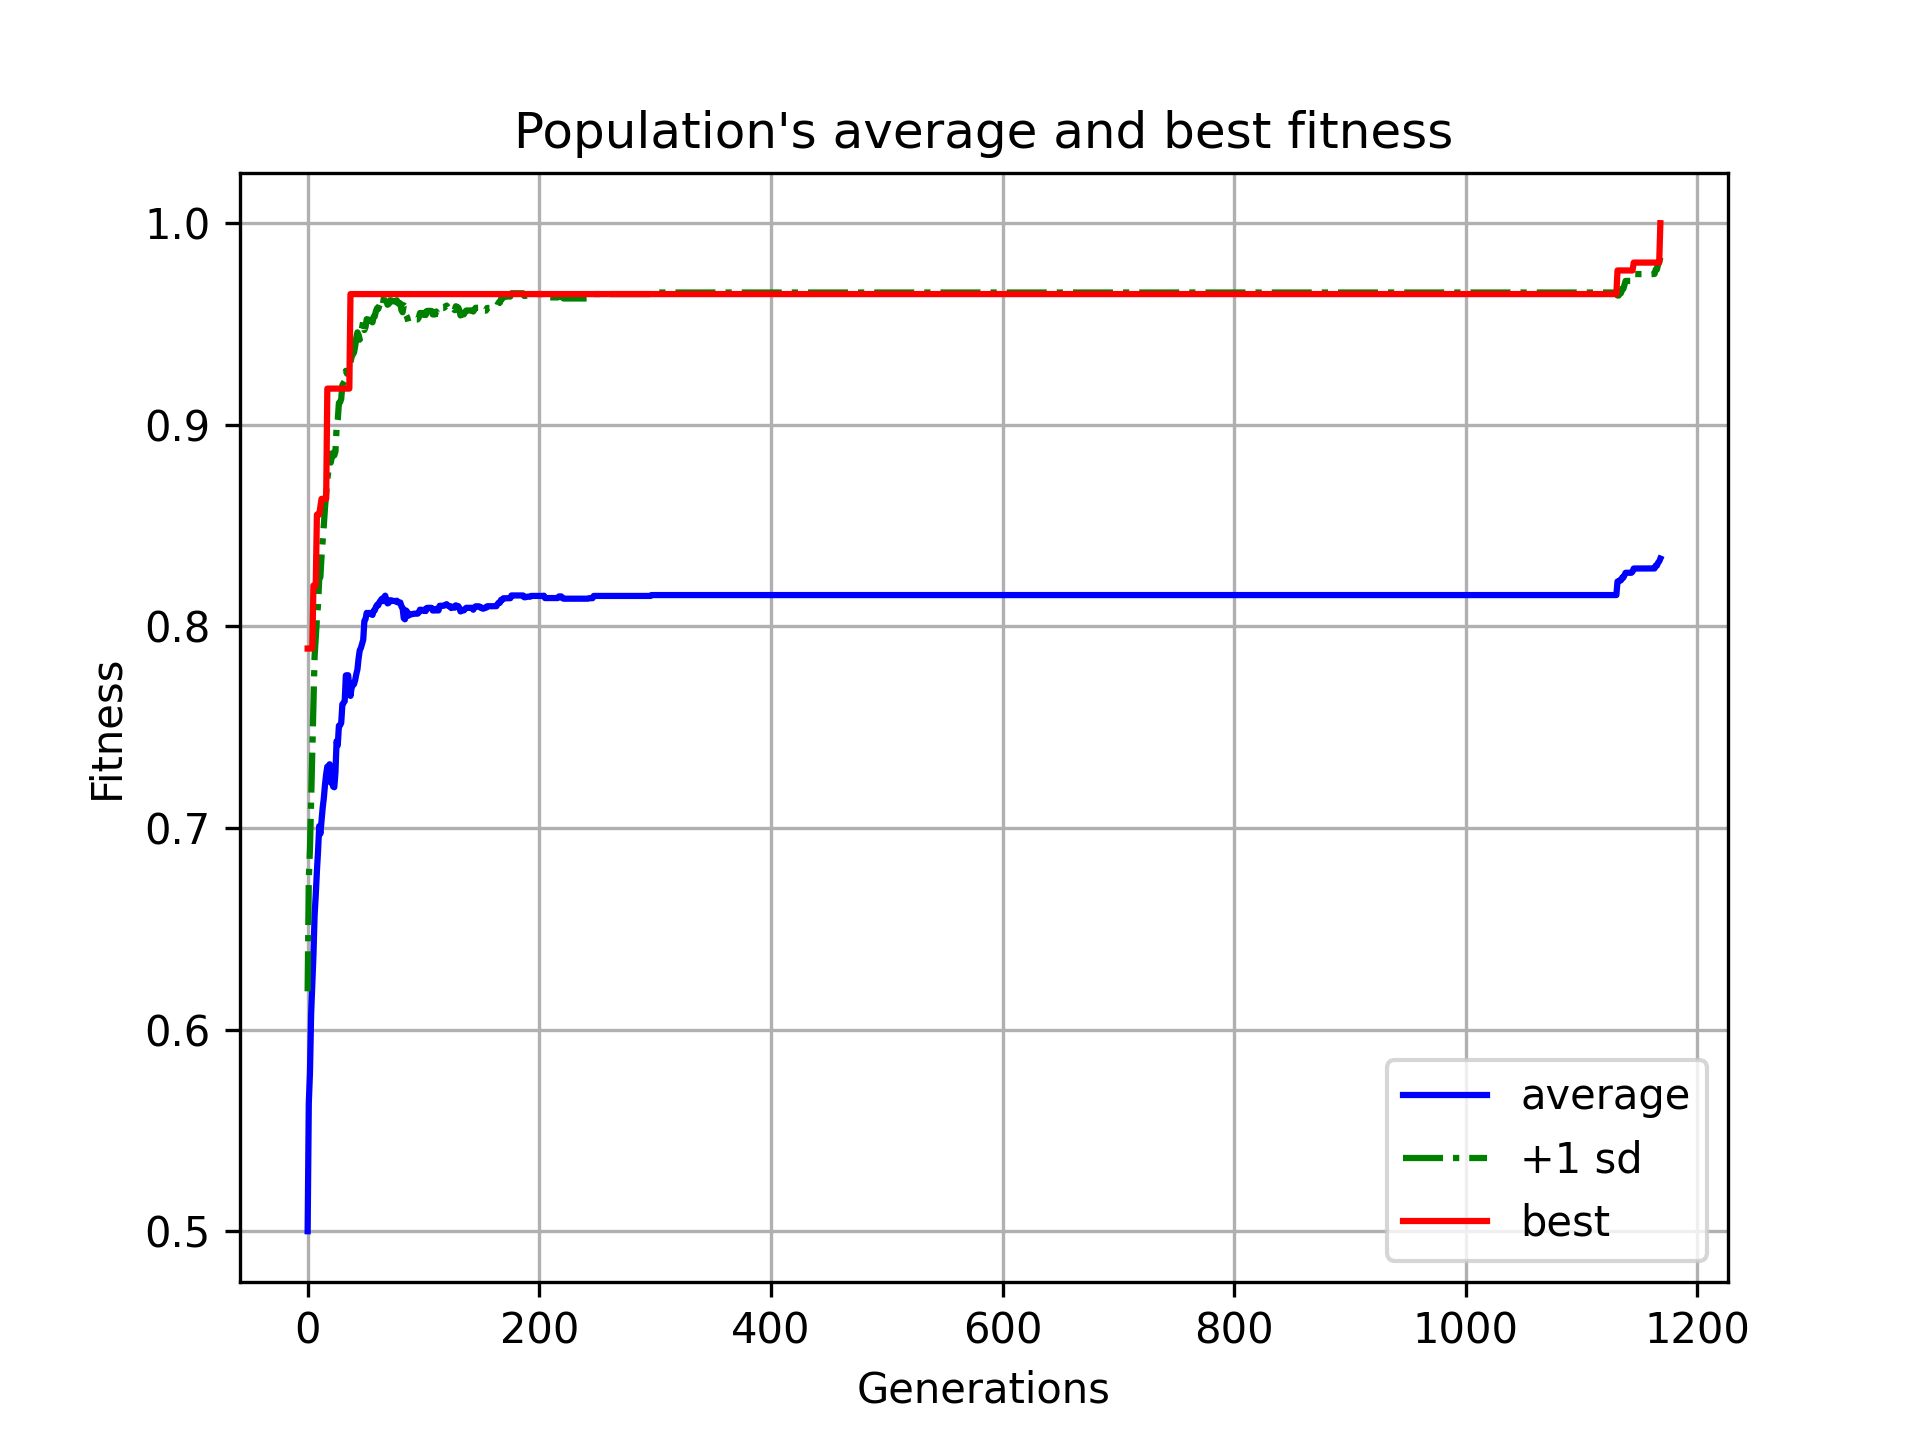 Population's average and best fitness
1.0
0.9
0.8
0.7
0.6
0.5
Fitness
0 200 400 600 800 1000 1200
Generations
average
+1 sd
best